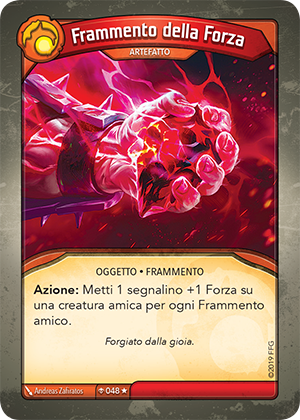 Frammento della Forza
ARTEFATTO
OGGETTO • FRAMMENTO
Azione: Metti 1 segnalino +1 Forza su
una creatura amica per ogni Frammento
amico.
Forgiato dalla gioia.
©2019 FFG
Andreas Zafiratos
048